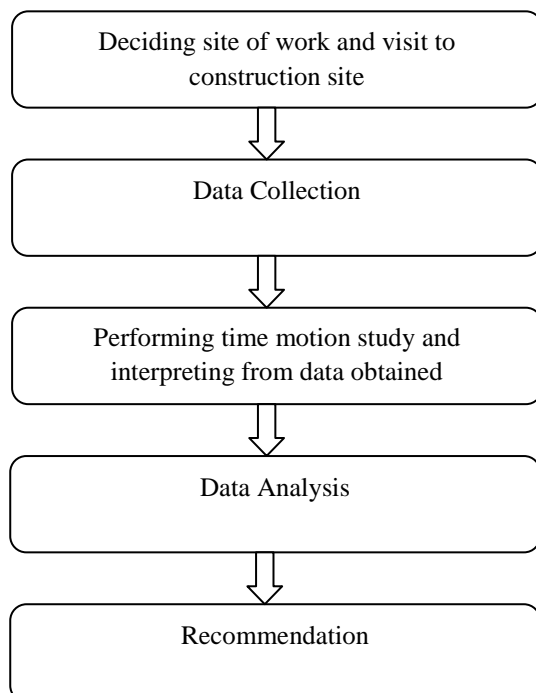 Deciding site of work and visit to
construction site
Data Collection
Performing time motion study and
interpreting from data obtained
Data Analysis
Recommendation